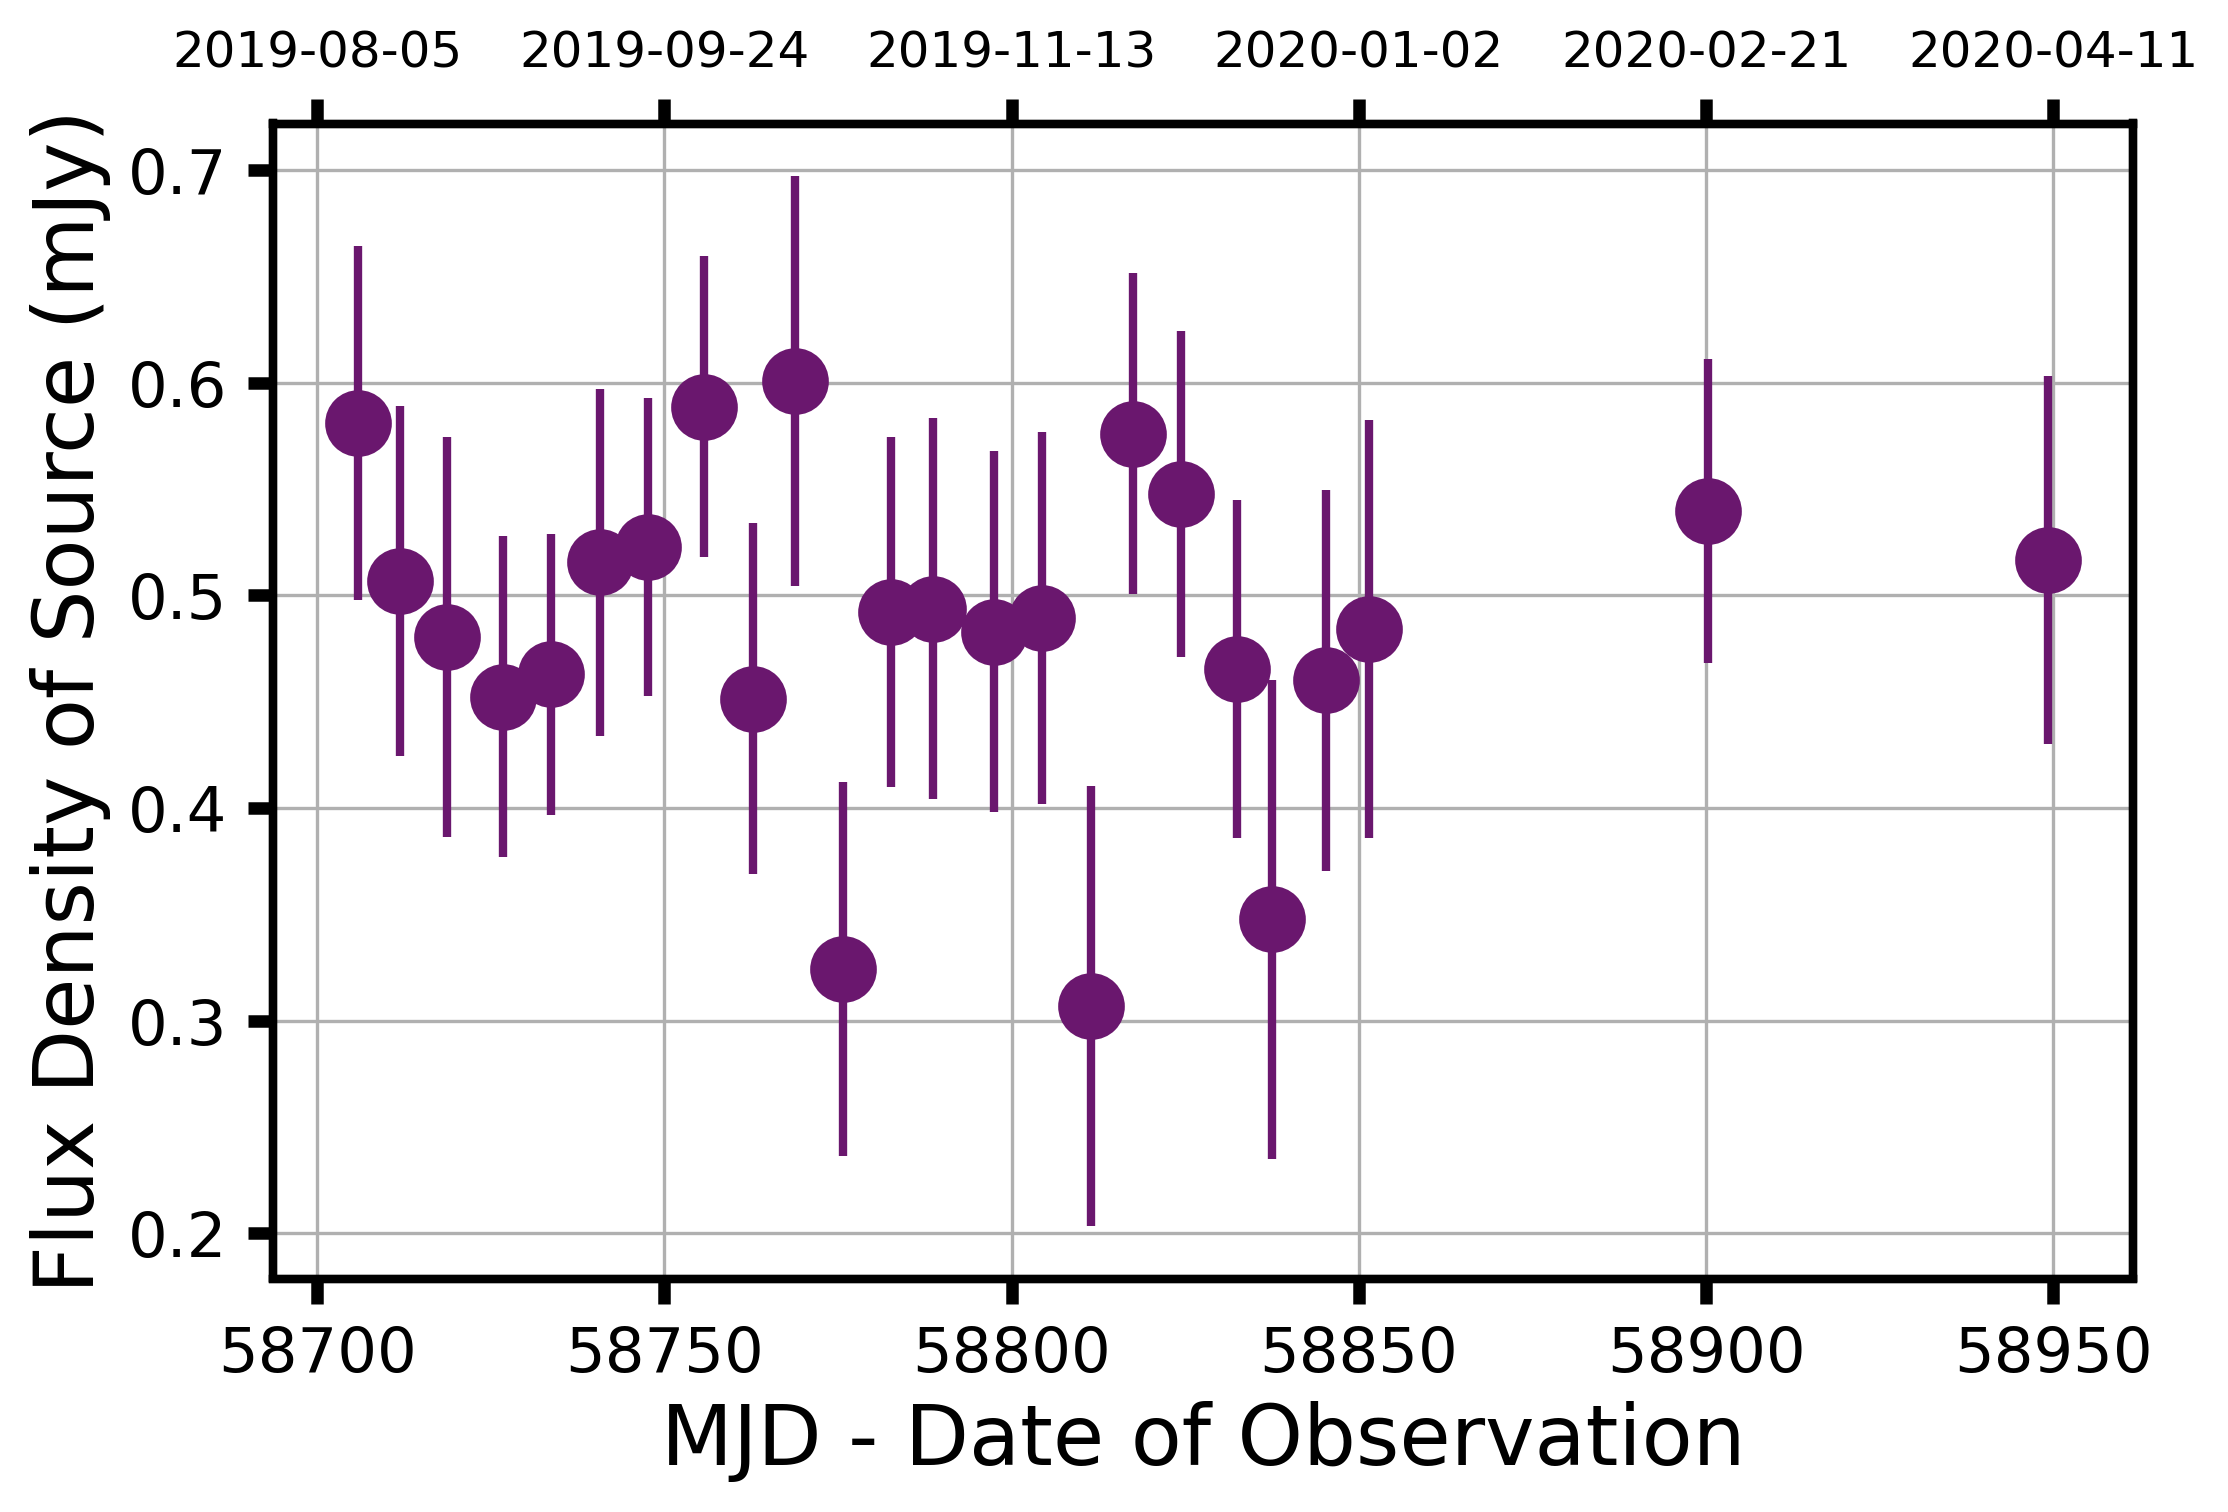 2019-08-05 2019-09-24 2019-11-13 2020-01-02 2020-02-21 2020-04-11
Flux Density of Source (mJy)
0.7
0.6
0.5
0.4
0.3
0.2
58700 58750 58800 58850 58900 58950
MJD - Date of Observation